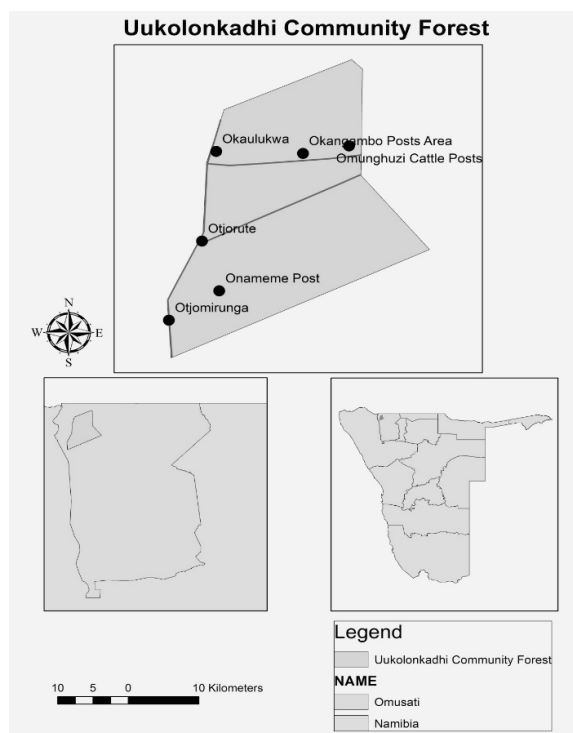 Uukolonkadhi Community Forest
Okaulukwa
Okangambo Posts Area
Omunghuzi Cattle Posts
Otjorute
Onameme Post
Otjomirunga
N
W E
S
Legend
Uukolonkadhi Community Forest
NAME
Omusati
Namibia
10 5 0 10 Kilometers